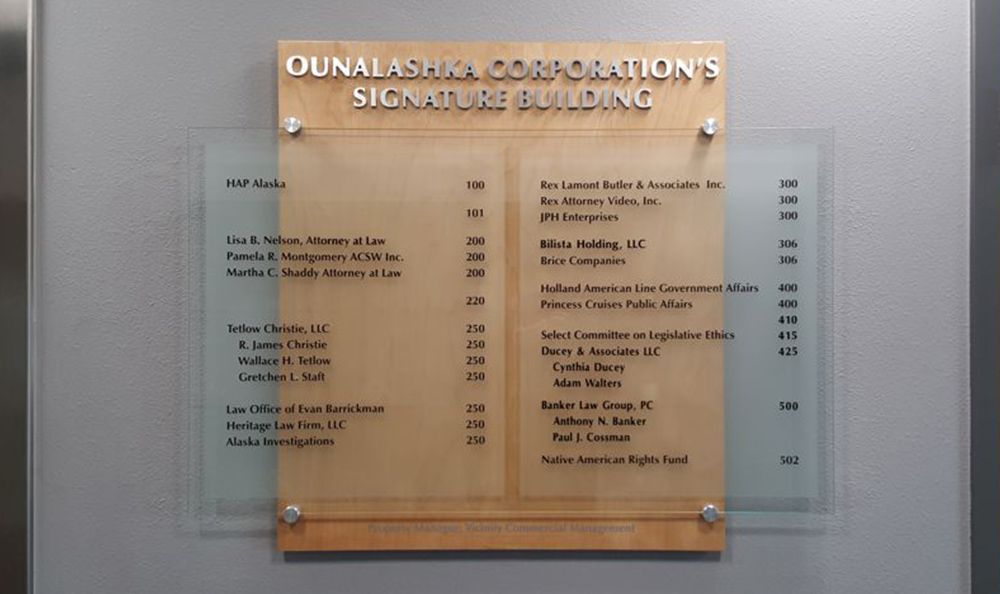 OUNALASHKA CORPORATION'S
SIGNATURE BUILDING
HAP Alaska 100
101
Lisa B. Nelson, Attorney at Law 200
Pamela R. Montgomery ACSW Inc. 200
Martha C. Shaddy Attorney at Law 200
220
Tetlow Christie, LLC 250
R. James Christie 250
Wallace H. Tetlow 250
Gretchen L. Staft 250
Law Office of Evan Barrickman 250
Heritage Law Firm, LLC 250
Alaska Investigations 250
Rex Lamont Butler & Associates Inc. 300
Rex Attorney Video, Inc. 300
JPH Enterprises 300
Bilista Holding, LLC 306
Brice Companies 306
Holland American Line Government Affairs 400
Princess Cruises Public Affairs 400
410
Select Committee on Legislative Ethics 415
Ducey & Associates LLC 425
Cynthia Ducey
Adam Walters
Banker Law Group, PC 500
Anthony N. Banker
Paul J. Cossman
Native American Rights Fund 502
Property Manager, Vicinity Commercial Management